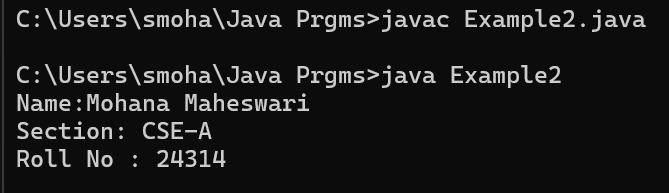 C:\Users\smoha\Java Prgms>javac Example2.java
C:\Users\smoha\Java Prgms>java Example2
Name:Mohana Maheswari
Section: CSE-A
Roll No : 24314